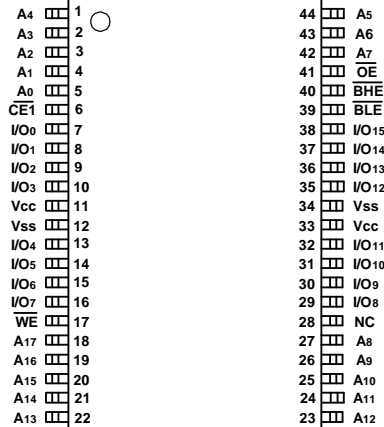 A4 1 44 A5
A3 2 43 A6
A2 3 42 A7
A1 4 41 OE
A0 5 40 BHE
CE1 6 39 BLE
I/O0 7 38 I/O15
I/O1 8 37 I/O14
I/O2 9 36 I/O13
I/O3 10 35 I/O12
Vcc 11 34 Vss
Vss 12 33 Vcc
I/O4 13 32 I/O11
I/O5 14 31 I/O10
I/O6 15 30 I/O9
I/O7 16 29 I/O8
WE 17 28 NC
A17 18 27 A8
A16 19 26 A9
A15 20 25 A10
A14 21 24 A11
A13 22 23 A12